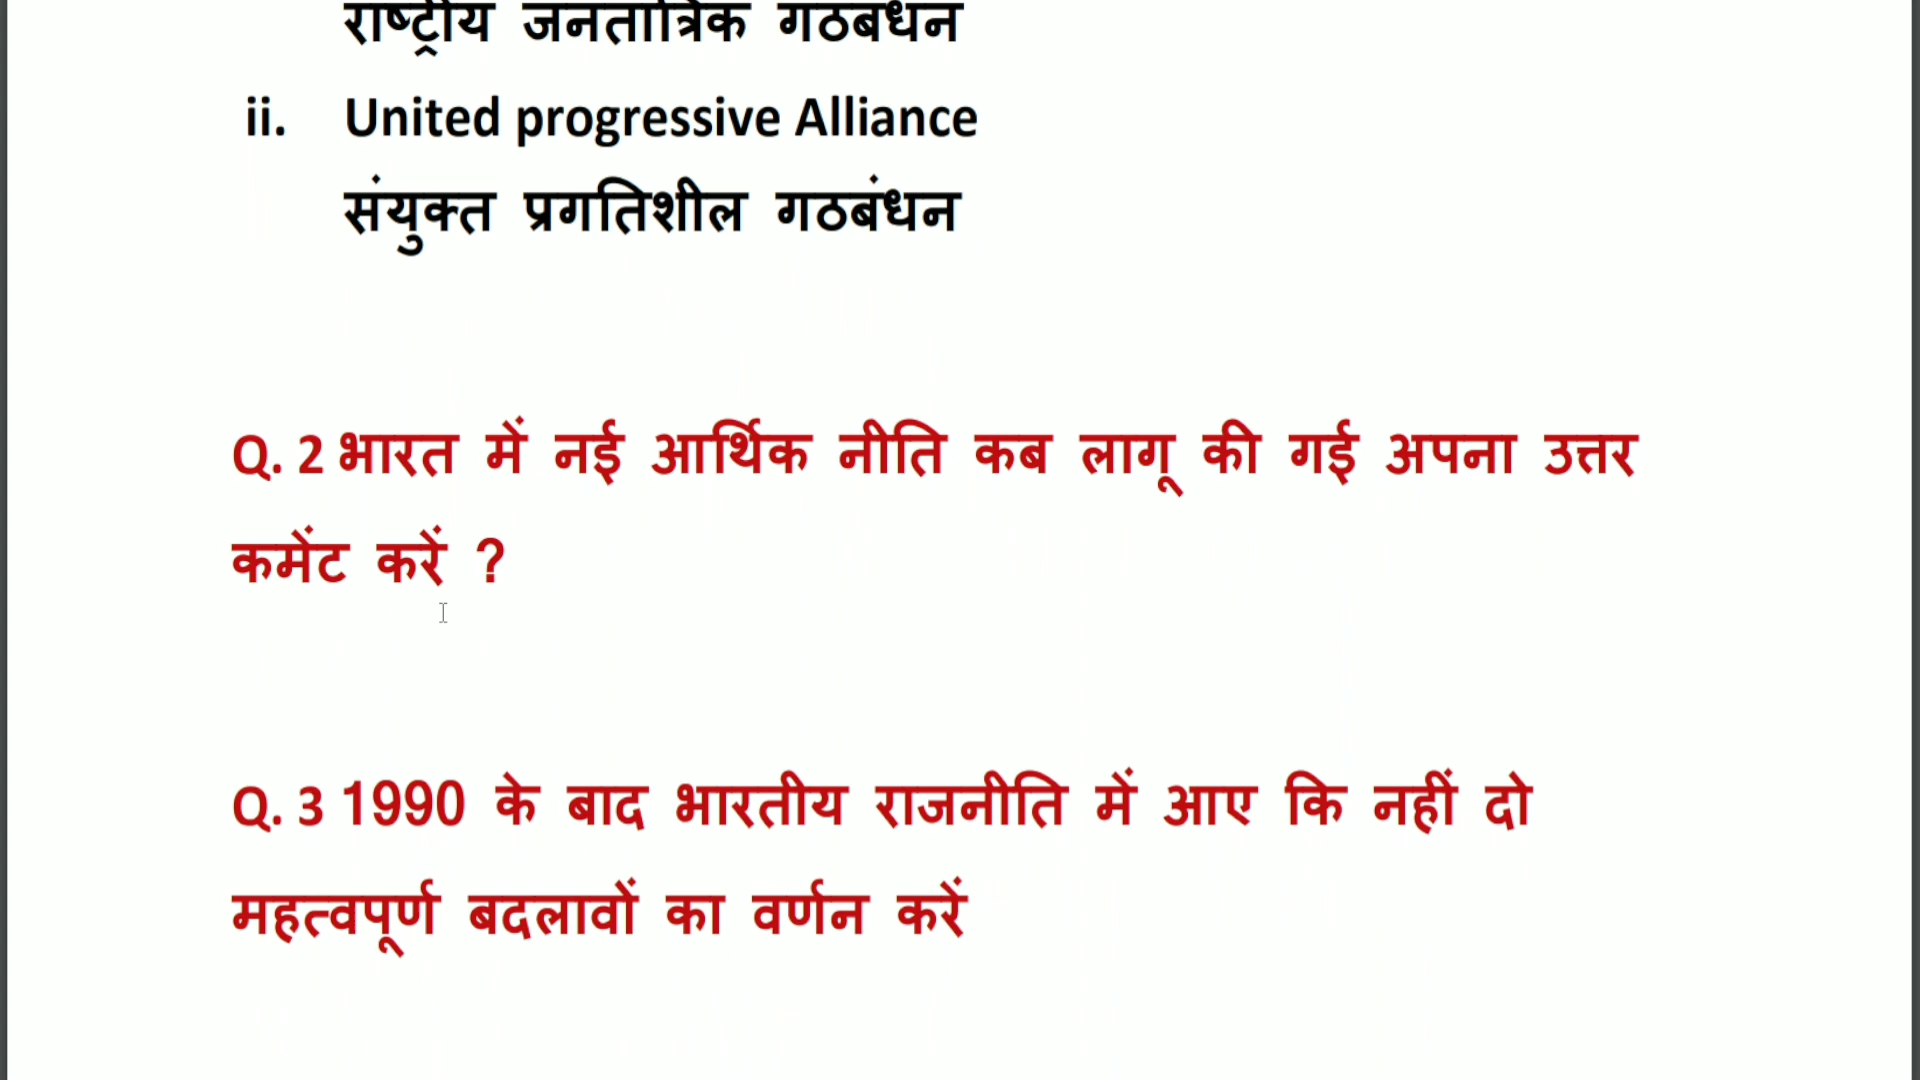 राष्ट्रीय जनतांत्रिक गठबंधन
ii. United progressive Alliance
संयुक्त प्रगतिशील गठबंधन
Q. 2 भारत में नई आर्थिक नीति कब लागू की गई अपना उत्तर
कमेंट करें ?
Q. 3 1990 के बाद भारतीय राजनीति में आए कि नहीं दो
महत्वपूर्ण बदलावों का वर्णन करें